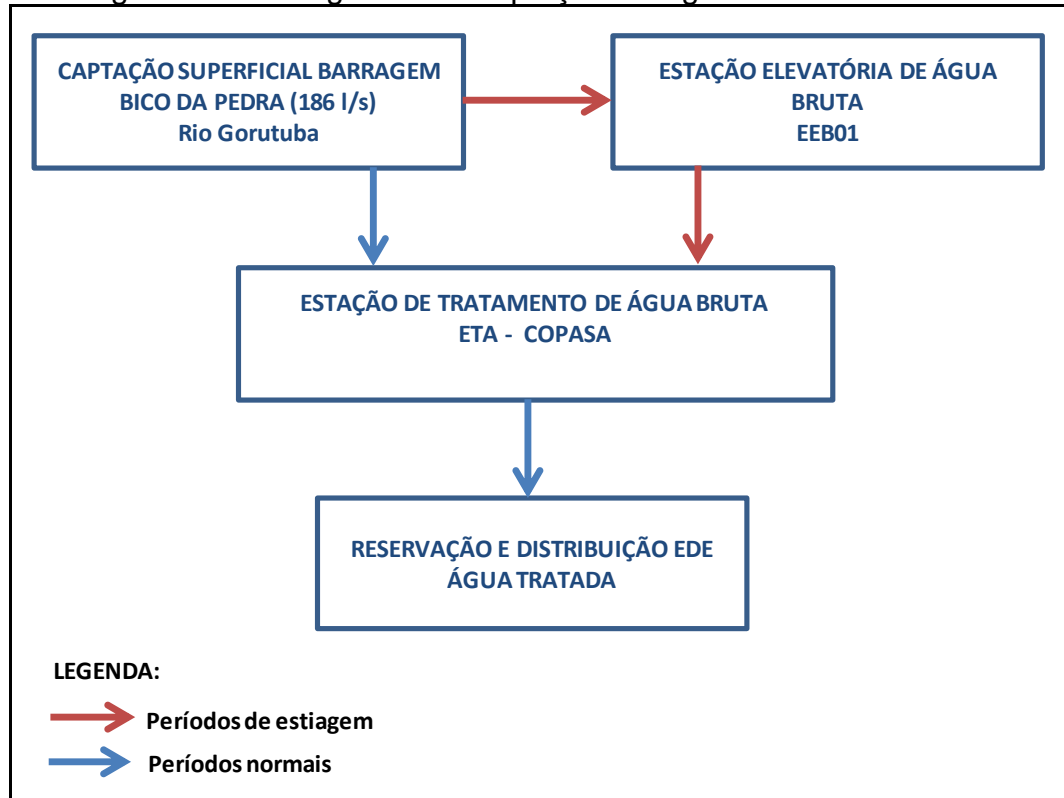 CAPTAÇÃO SUPERFICIAL BARRAGEM
BICO DA PEDRA (186 l/s)
Rio Gorutuba
ESTAÇÃO ELEVATÓRIA DE ÁGUA
BRUTA
EEB01
ESTAÇÃO DE TRATAMENTO DE ÁGUA BRUTA
ETA - COPASA
RESERVAÇÃO E DISTRIBUIÇÃO EDE
ÁGUA TRATADA
LEGENDA:
Períodos de estiagem
Períodos normais